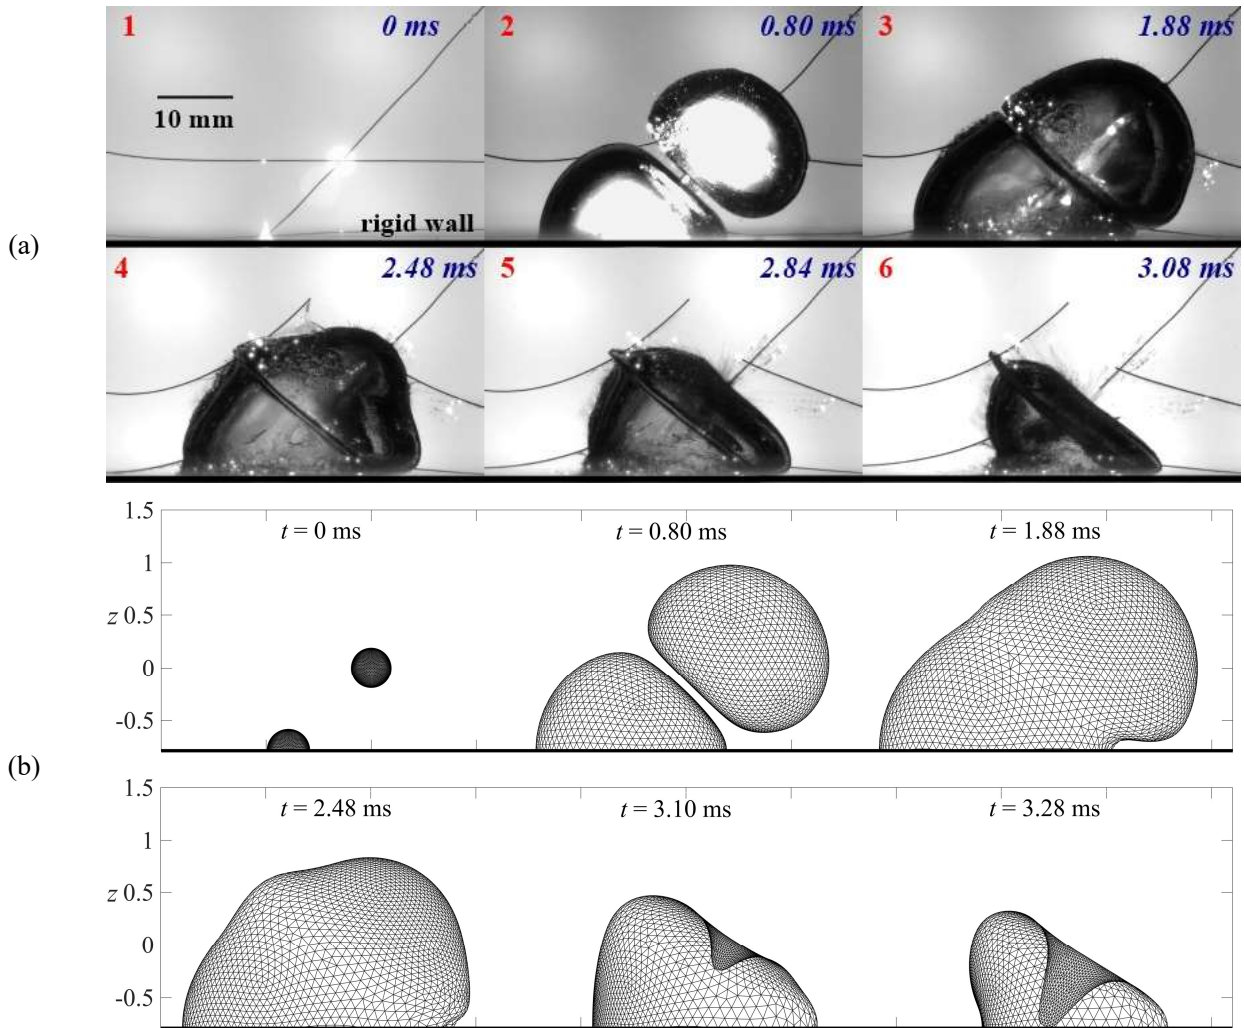 1 0 ms
2 0.80 ms
3 1.88 ms
10 mm
rigid wall
(a)
4 2.48 ms
5 2.84 ms
6 3.08 ms
1.5
t = 0 ms t = 0.80 ms t = 1.88 ms
1
z 0.5
0
-0.5
(b)
1.5
t = 2.48 ms t = 3.10 ms t = 3.28 ms
1
z 0.5
0
-0.5